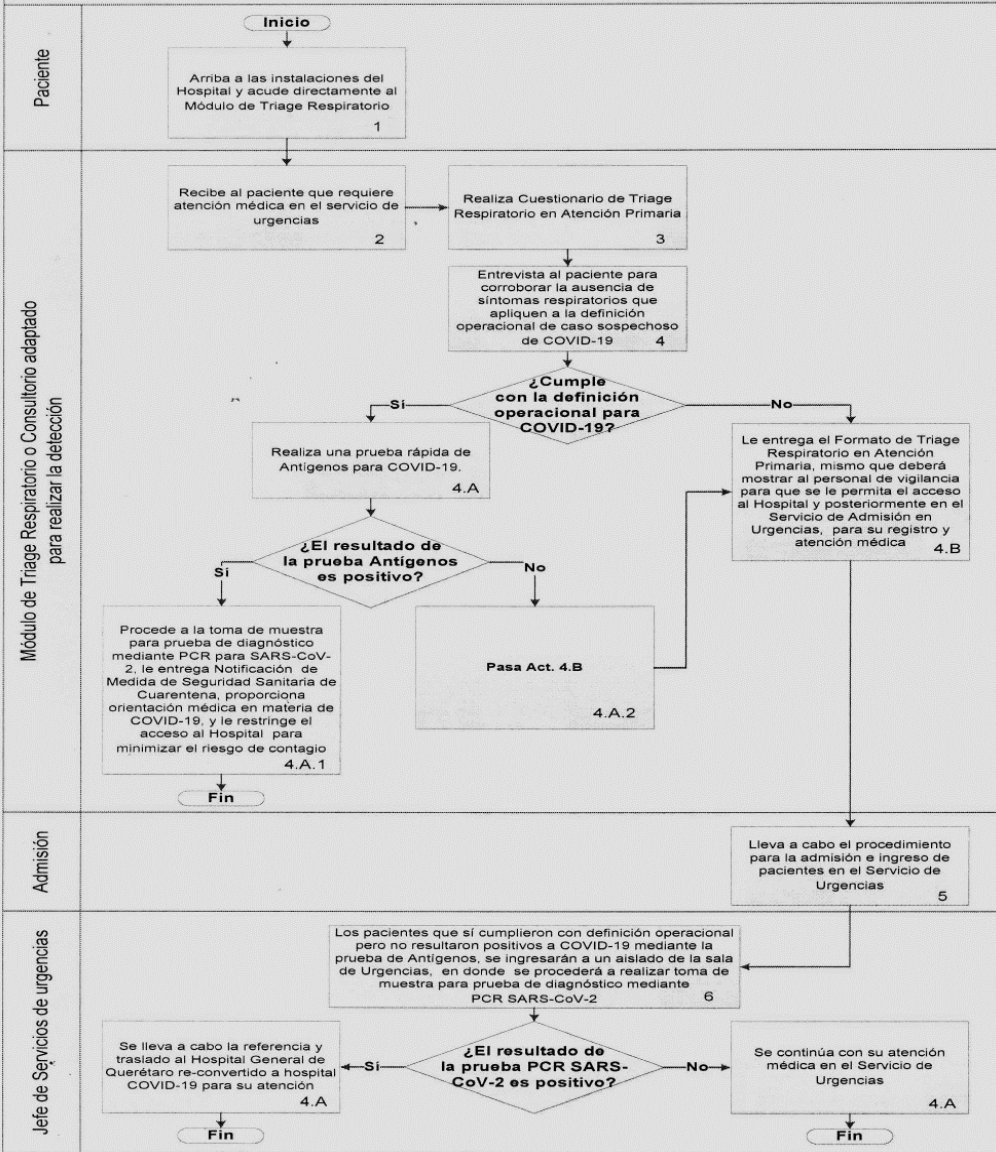 Paciente
Inicio
Arriba a las instalaciones del
Hospital y acude directamente al
Módulo de Triage Respiratorio
1
Módulo de Triage Respiratorio o Consultorio adaptado
para realizar la detección
Recibe al paciente que requiere
atención médica en el servicio de
urgencias
2
Realiza Cuestionario de Triage
Respiratorio en Atención Primaria
3
Entrevista al paciente para
corroborar la ausencia de
síntomas respiratorios que
apliquen a la definición
operacional de caso sospechoso
de COVID-19 4
¿Cumple
con la definición
operacional para
COVID-19?
Sí
No
Realiza una prueba rápida de
Antígenos para COVID-19.
4.A
Le entrega el Formato de Triage
Respiratorio en Atención
Primaria, mismo que deberá
mostrar al personal de vigilancia
para que se le permita el acceso
al Hospital y posteriormente en el
Servicio de Admisión en
Urgencias, para su registro y
atención médica 4.B
¿El resultado de
la prueba Antígenos
es positivo?
Sí
No
Procede a la toma de muestra
para prueba de diagnóstico
mediante PCR para SARS-CoV-
2, le entrega Notificación de
Medida de Seguridad Sanitaria de
Cuarentena, proporciona
orientación médica en materia de
COVID-19, y le restringe el
acceso al Hospital para
minimizar el riesgo de contagio
4.A.1
Pasa Act. 4.B
4.A.2
Fin
Admisión
Lleva a cabo el procedimiento
para la admisión e ingreso de
pacientes en el Servicio de
Urgencias
5
Jefe de Servicios de urgencias
Los pacientes que sí cumplieron con definición operacional
pero no resultaron positivos a COVID-19 mediante la
prueba de Antígenos, se ingresarán a un aislado de la sala
de Urgencias, en donde se procederá a realizar toma de
muestra para prueba de diagnóstico mediante
PCR SARS-CoV-2 6
¿El resultado de
la prueba PCR SARS-
CoV-2 es positivo?
Sí
No
Se lleva a cabo la referencia y
traslado al Hospital General de
Querétaro re-convertido a hospital
COVID-19 para su atención
4.A
Se continúa con su atención
médica en el Servicio de
Urgencias
4.A
Fin
Fin